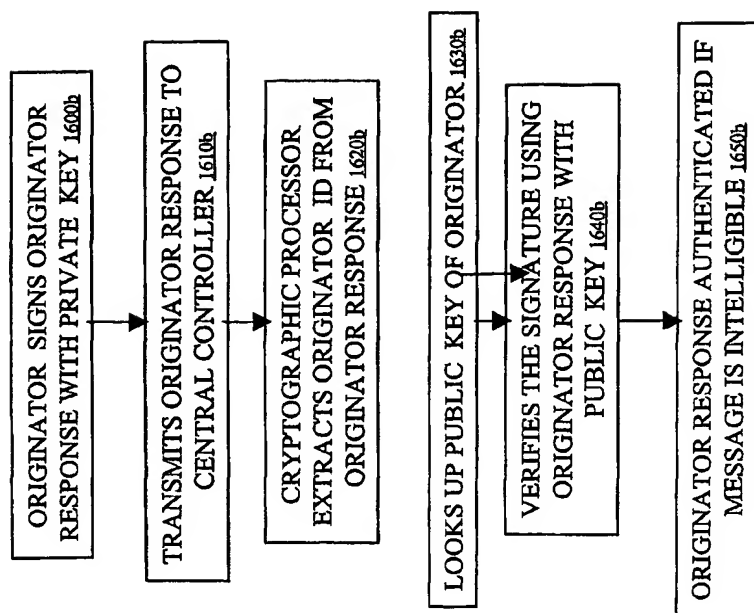 ORIGINATOR SIGNS ORIGINATOR
RESPONSE WITH PRIVATE KEY 1600b
TRANSMITS ORIGINATOR RESPONSE TO
CENTRAL CONTROLLER 1610b
CRYPTOGRAPHIC PROCESSOR
EXTRACTS ORIGINATOR ID FROM
ORIGINATOR RESPONSE 1620b
LOOKS UP PUBLIC KEY OF ORIGINATOR 1630b
VERIFIES THE SIGNATURE USING
ORIGINATOR RESPONSE WITH
PUBLIC KEY 1640b
ORIGINATOR RESPONSE AUTHENTICATED IF
MESSAGE IS INTELLIGIBLE 1650b